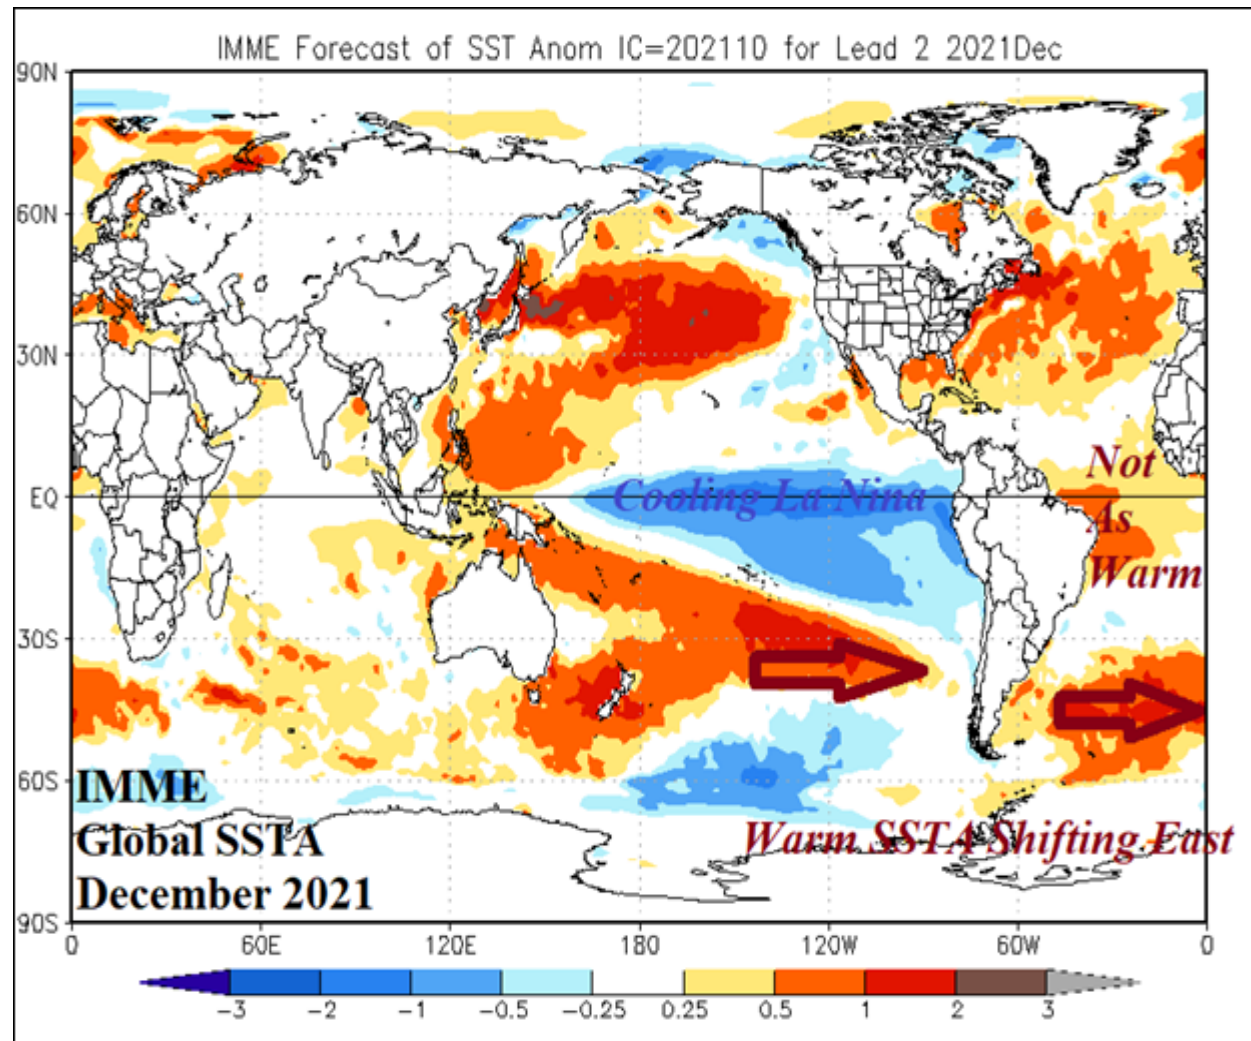 IMME Forecast of SST Anom IC=202110 for Lead 2 2021Dec
90N
60N
30N
EQ
30S
60S
90S
Cooling La Nina
Not
As
Warm
Warm SSTA Shifting East
IMME
Global SSTA
December 2021
0 60E 120E 180 120W 60W 0
-3 -2 -1 -0.5 -0.25 0.25 0.5 1 2 3